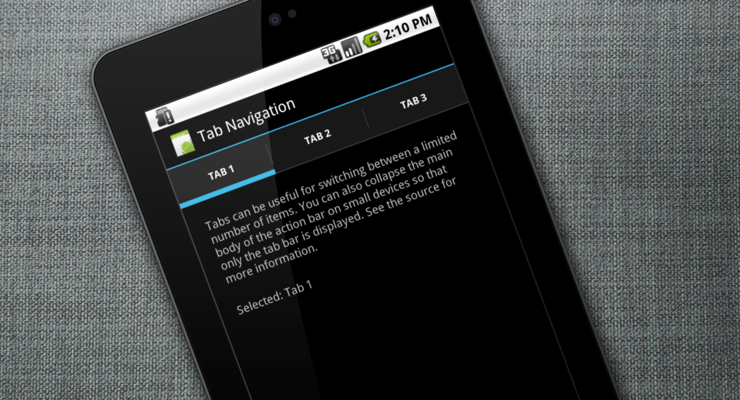 3G 2:10 PM
Tab Navigation
TAB 1 TAB 2 TAB 3
Tabs can be useful for switching between a limited
number of items. You can also collapse the main
body of the action bar on small devices so that
only the tab bar is displayed. See the source for
more information.
Selected: Tab 1